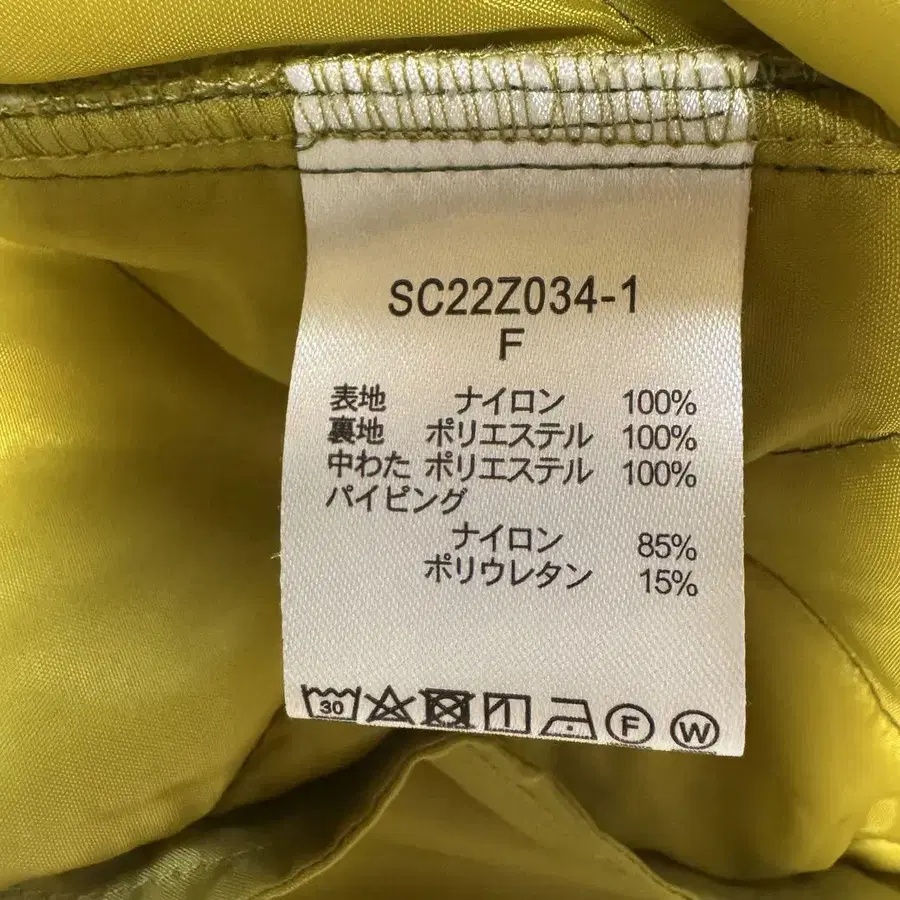 SC22Z034-1
F
表地 ナイロン 100%
裏地 ポリエステル 100%
中わた ポリエステル 100%
パイピング
ナイロン 85%
ポリウレタン 15%
30 F W